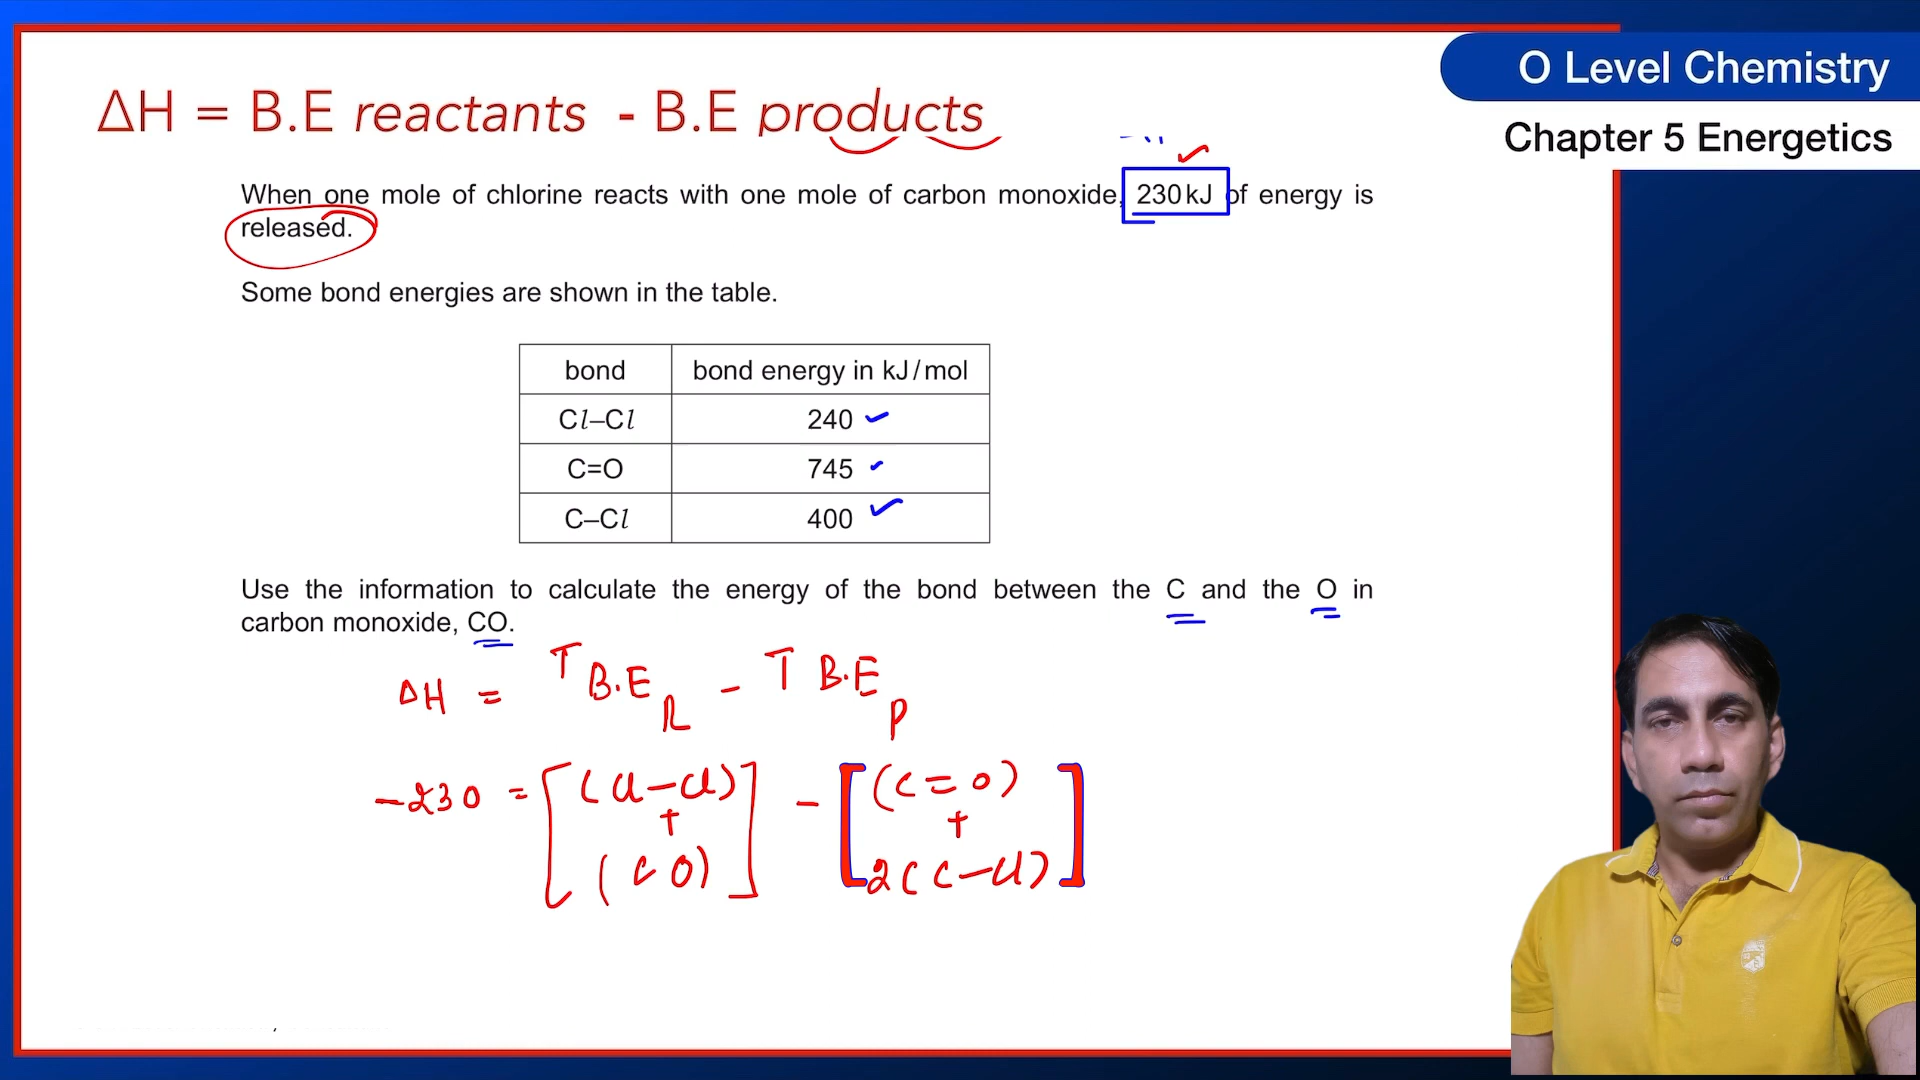 O Level Chemistry
Chapter 5 Energetics
ΔH = B.E reactants - B.E products
When one mole of chlorine reacts with one mole of carbon monoxide, 230 kJ of energy is
released.
Some bond energies are shown in the table.
bond bond energy in kJ/mol
Cl–Cl 240
C=O 745
C–Cl 400
Use the information to calculate the energy of the bond between the C and the O in
carbon monoxide, CO.
ΔH = T B.E R - T B.E P
-230 = [(Cl-Cl) + (C O)] - [(C=O) + 2(C-Cl)]